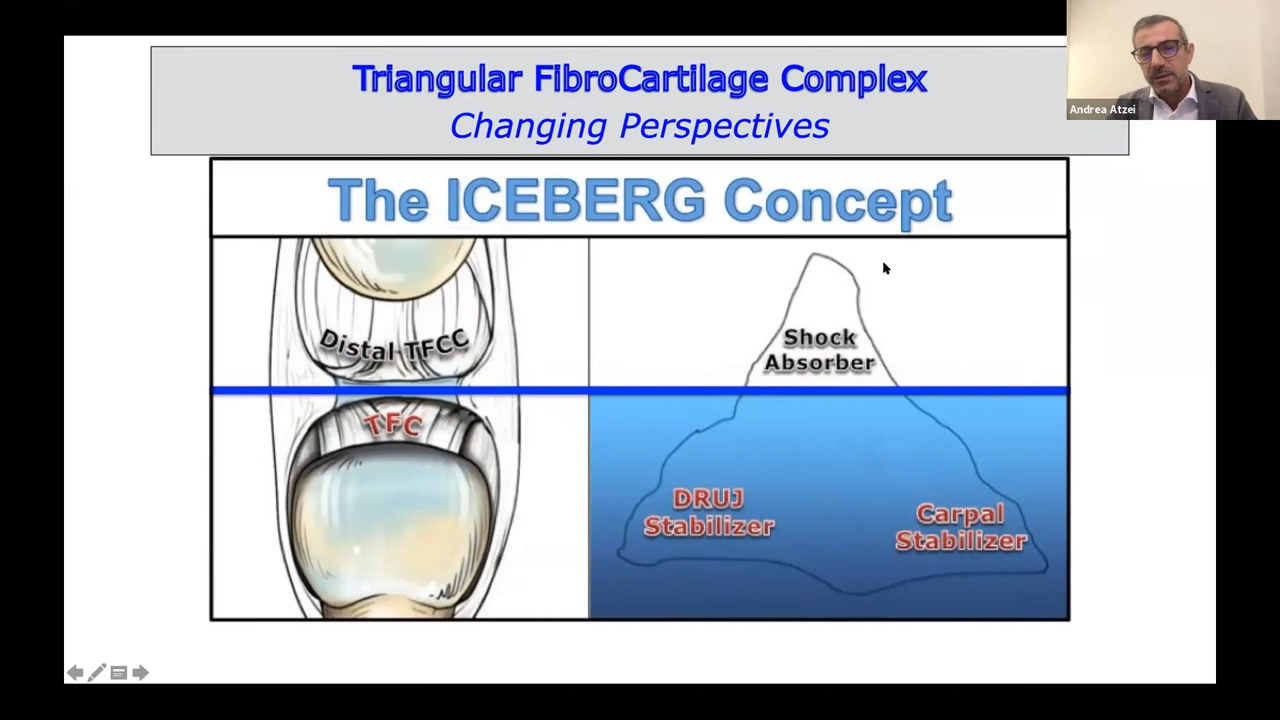 Triangular FibroCartilage Complex
Changing Perspectives
Andrea Atzei
The ICEBERG Concept
Distal TFCC
TFC
Shock
Absorber
DRUJ
Stabilizer
Carpal
Stabilizer